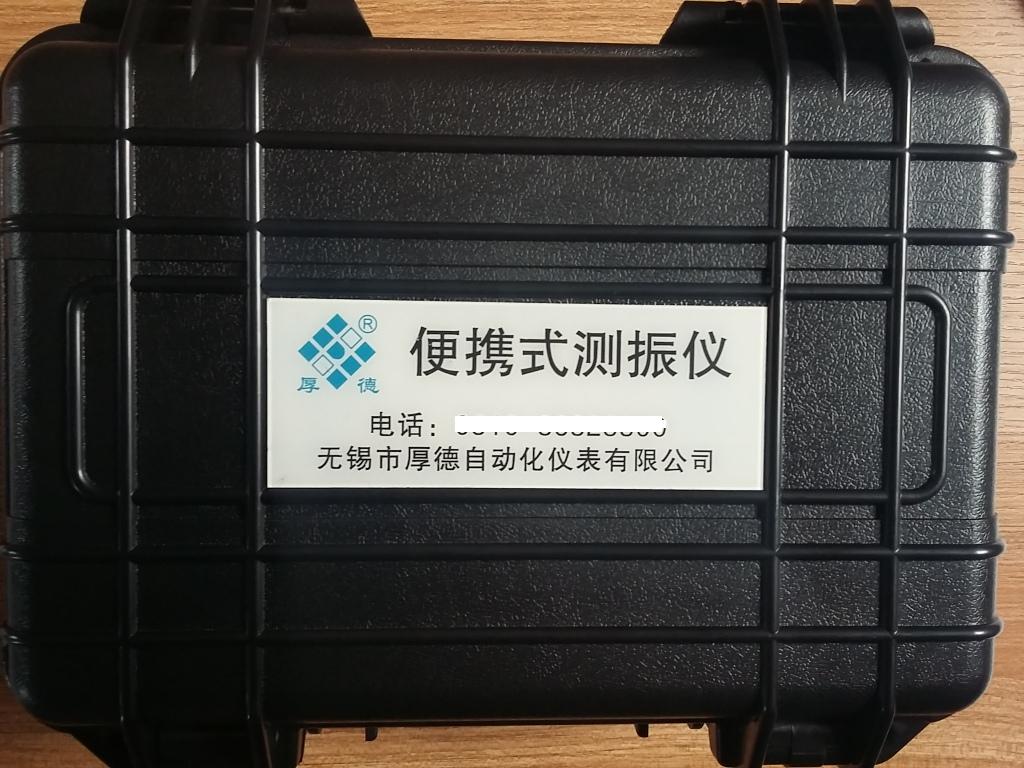 ®
便携式测振仪
厚德
电话:
无锡市厚德自动化仪表有限公司